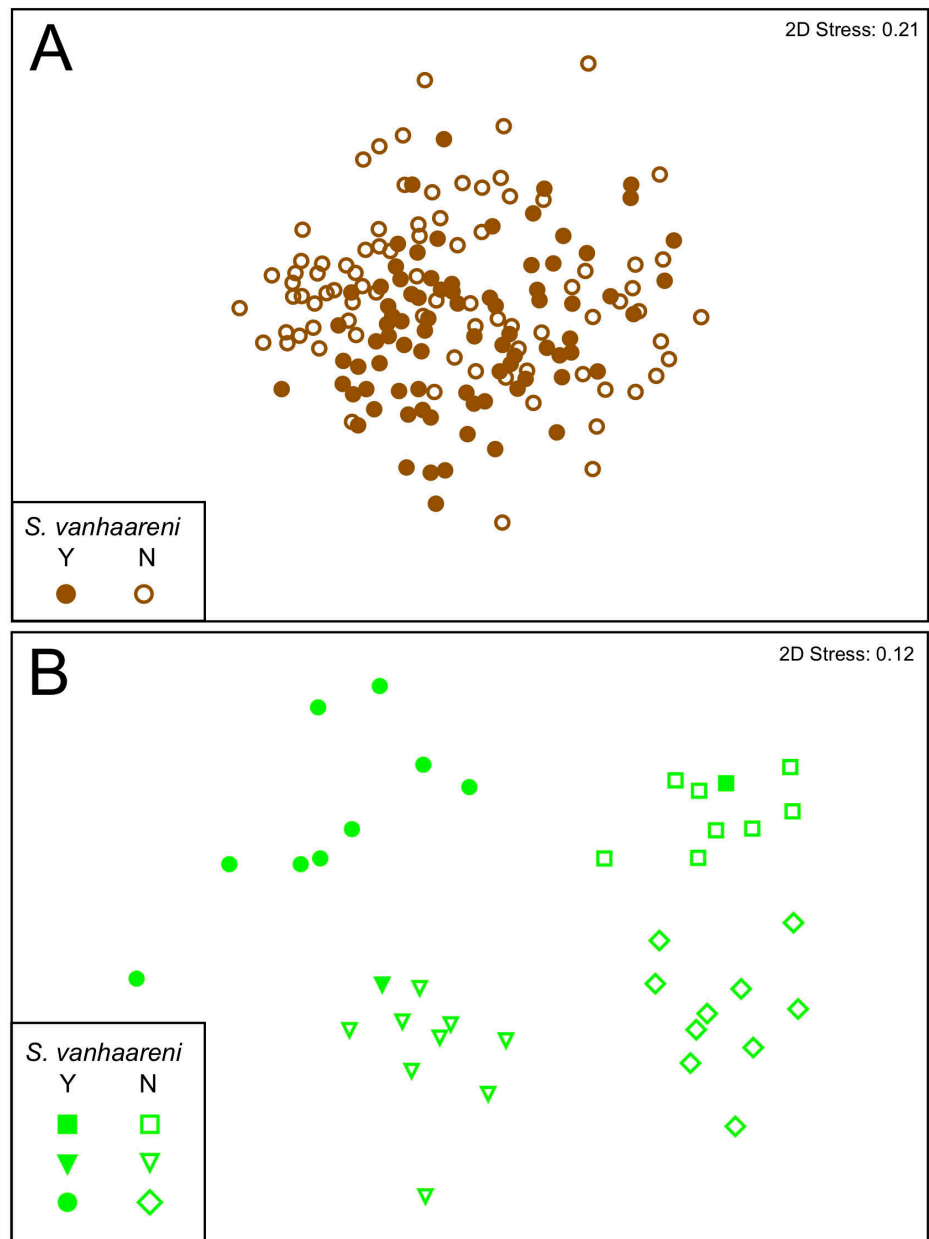 A
2D Stress: 0.21
S. vanhaareni
Y N
B
2D Stress: 0.12
S. vanhaareni
Y N